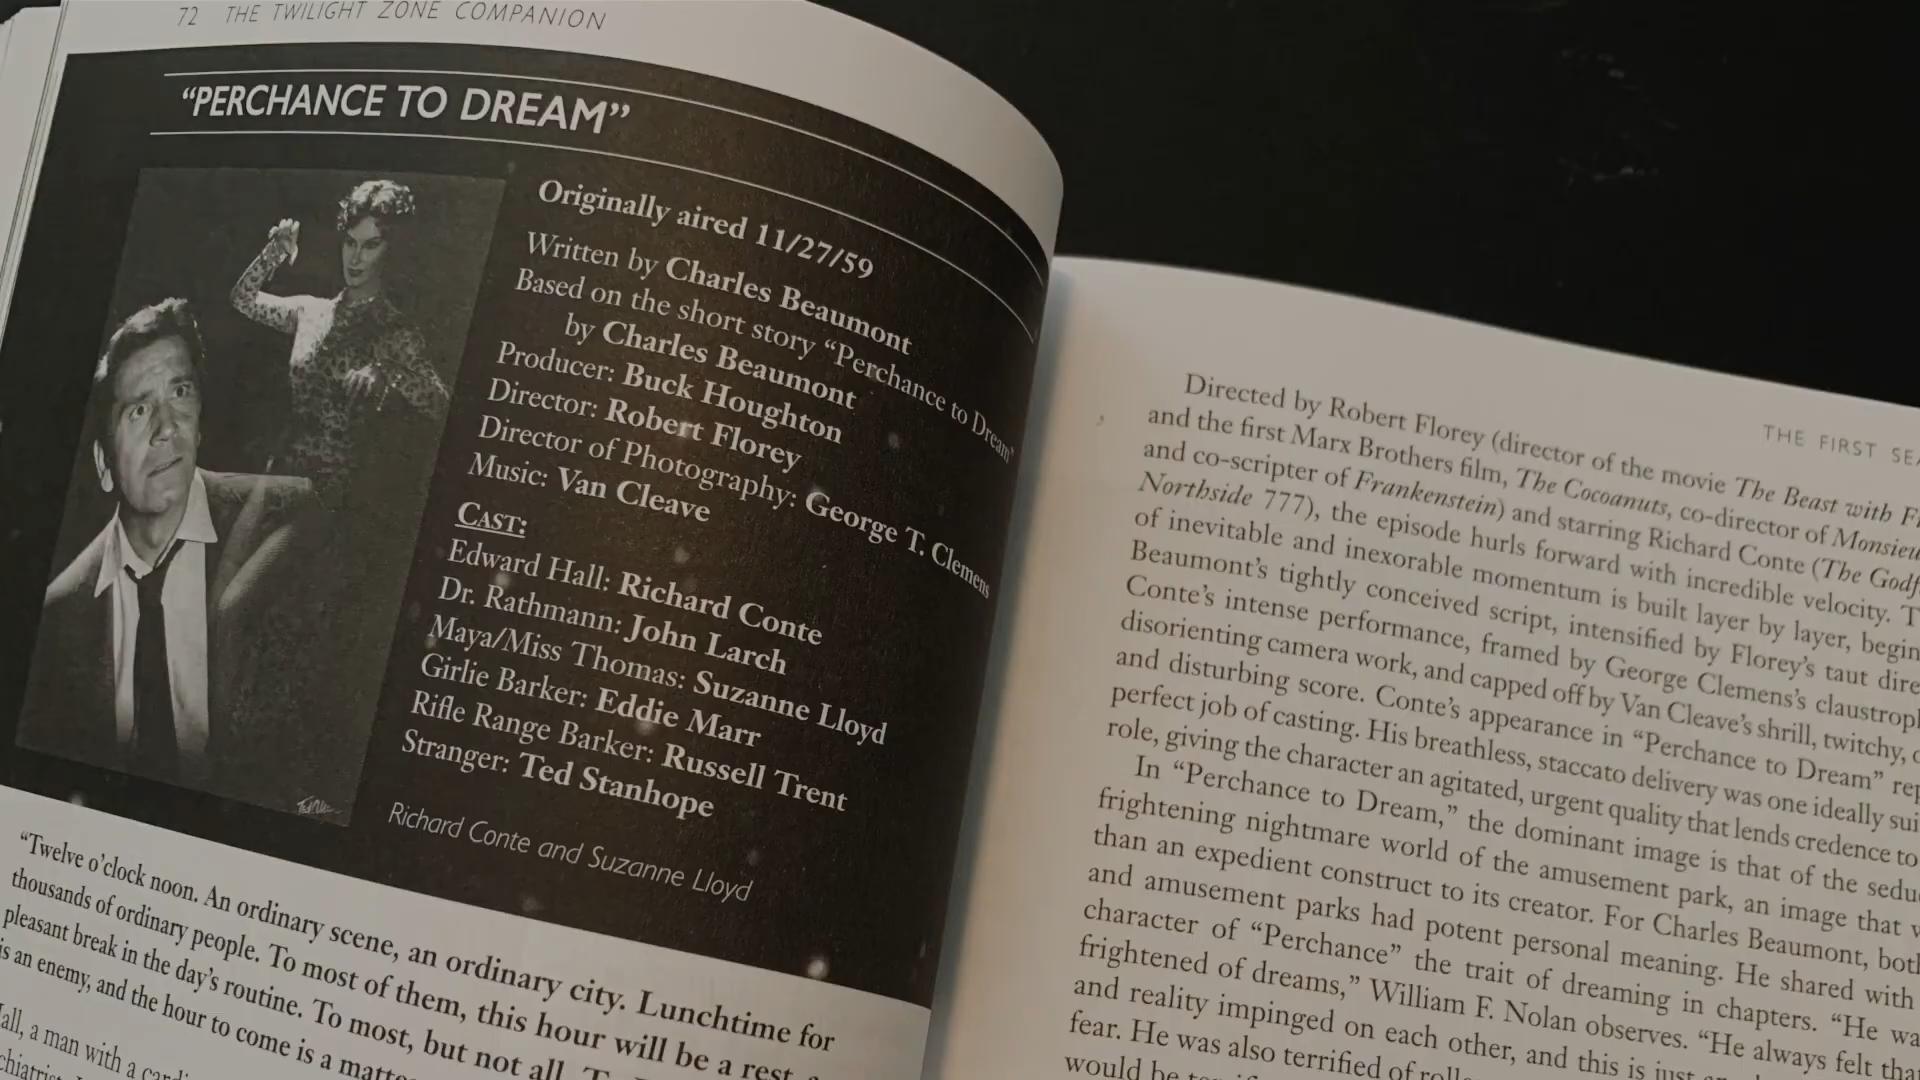 72 THE TWILIGHT ZONE COMPANION
“PERCHANCE TO DREAM”
Originally aired 11/27/59
Written by Charles Beaumont
Based on the short story “Perchance to Dream”
by Charles Beaumont
Producer: Buck Houghton
Director: Robert Florey
Director of Photography: George T. Clemens
Music: Van Cleave
CAST:
Edward Hall: Richard Conte
Dr. Rathmann: John Larch
Maya/Miss Thomas: Suzanne Lloyd
Girlie Barker: Eddie Marr
Rifle Range Barker: Russell Trent
Stranger: Ted Stanhope
Richard Conte and Suzanne Lloyd
“Twelve o’clock noon. An ordinary scene, an ordinary city. Lunchtime for
thousands of ordinary people. To most of them, this hour will be a rest, a
pleasant break in the day’s routine. To most, but not all.
is an enemy, and the hour to come is a
a man with a
THE FIRST
Directed by Robert Florey (director of the movie The Beast with
and the first Marx Brothers film, The Cocoanuts, co-director of
and co-scripter of Frankenstein) and starring Richard Conte (The
Northside 777), the episode hurls forward with incredible velocity.
of inevitable and inexorable momentum is built layer by layer,
Beaumont’s tightly conceived script, intensified by Florey’s taut
Conte’s intense performance, framed by George Clemens’s
disorienting camera work, and capped off by Van Cleave’s shrill, twitchy,
and disturbing score. Conte’s appearance in “Perchance to Dream”
perfect job of casting. His breathless, staccato delivery was one ideally
role, giving the character an agitated, urgent quality that lends credence to
In “Perchance to Dream,” the dominant image is that of the
frightening nightmare world of the amusement park, an image that
than an expedient construct to its creator. For Charles Beaumont,
and amusement parks had potent personal meaning. He shared with
character of “Perchance” the trait of dreaming in chapters. “He
frightened of dreams,” William F. Nolan observes. “He always felt
and reality impinged on each other, and this is just
fear. He was also terrified of
would be